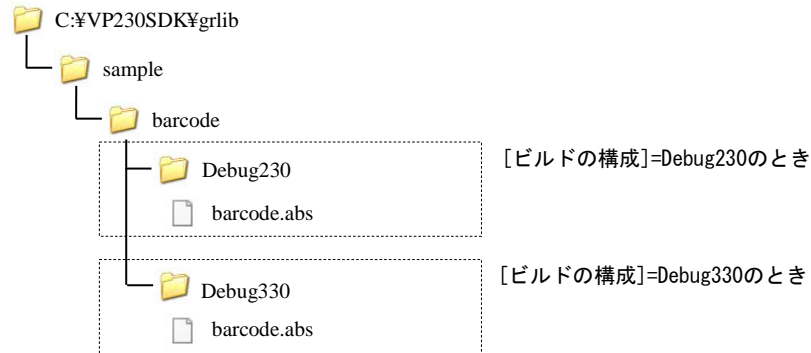 C:¥VP230SDK¥grlib
sample
barcode
Debug230
[ビルドの構成]=Debug230のとき
barcode.abs
Debug330
[ビルドの構成]=Debug330のとき
barcode.abs